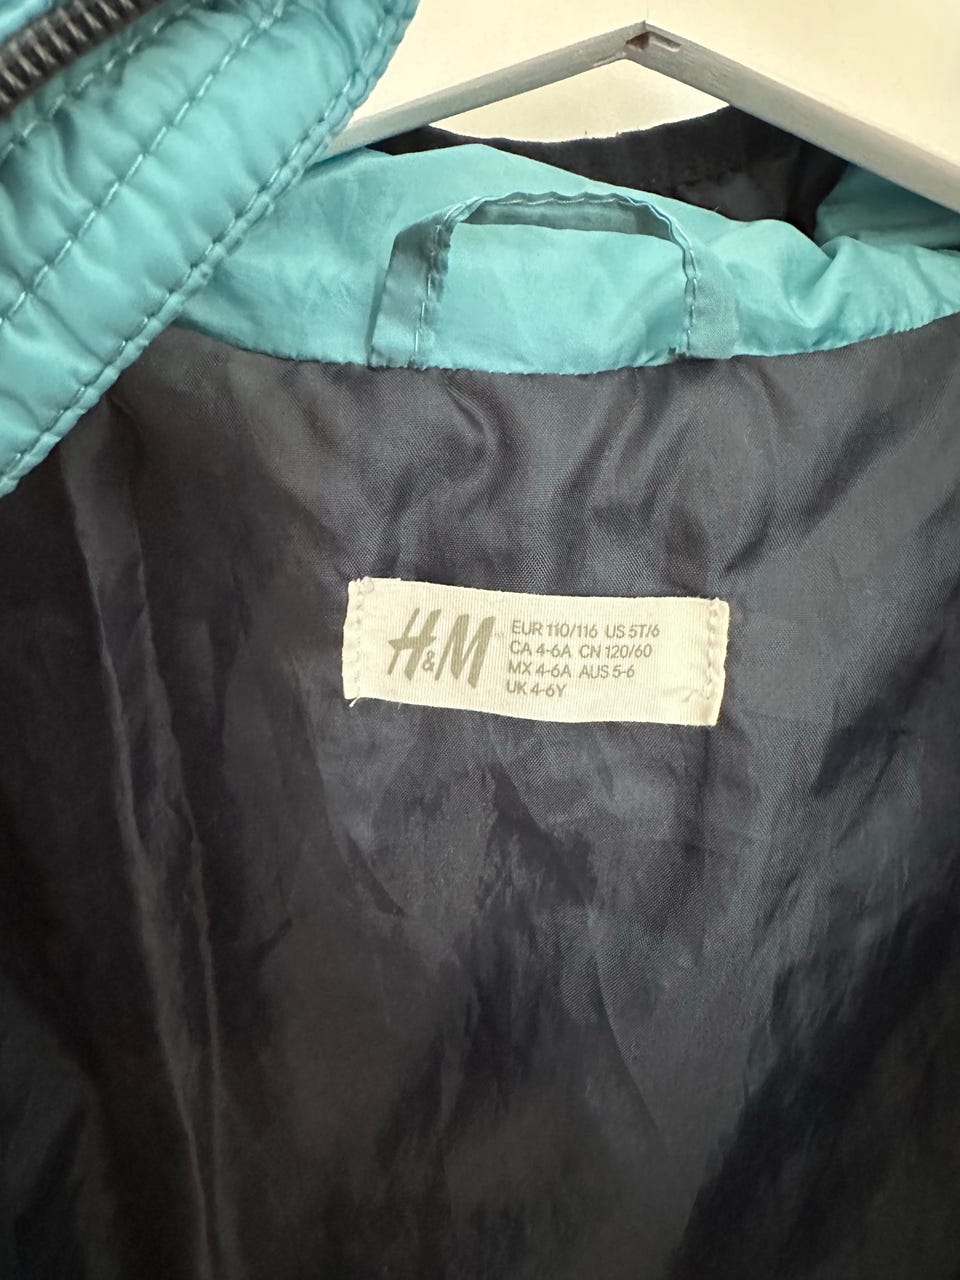 H&M
EUR 110/116 US 5T/6
CA 4-6A CN 120/60
MX 4-6A AUS 5-6
UK 4-6Y